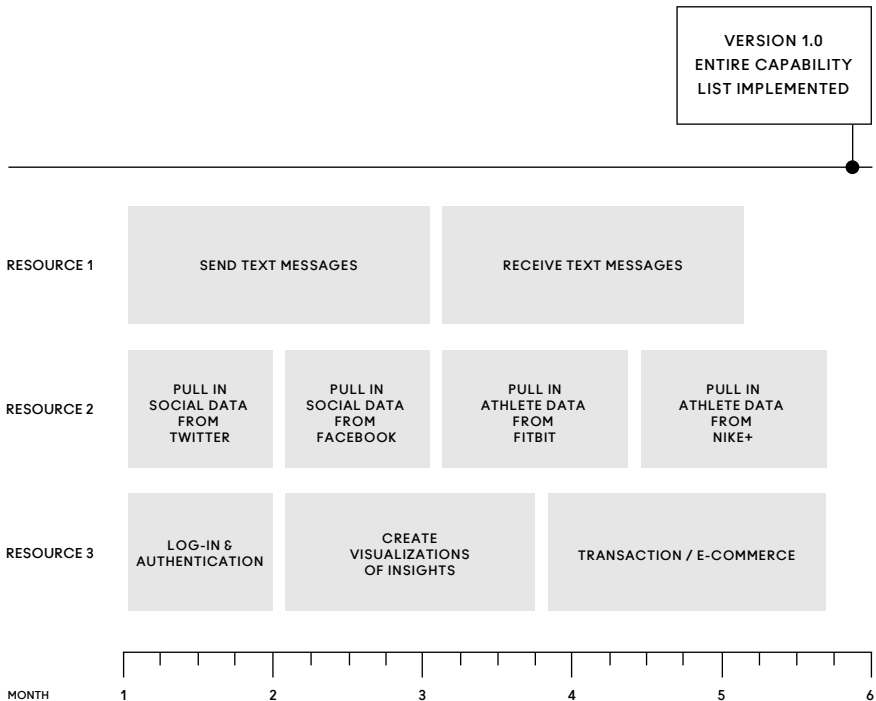 VERSION 1.0
ENTIRE CAPABILITY
LIST IMPLEMENTED
RESOURCE 1
SEND TEXT MESSAGES
RECEIVE TEXT MESSAGES
RESOURCE 2
PULL IN
SOCIAL DATA
FROM
TWITTER
PULL IN
SOCIAL DATA
FROM
FACEBOOK
PULL IN
ATHLETE DATA
FROM
FITBIT
PULL IN
ATHLETE DATA
FROM
NIKE+
RESOURCE 3
LOG-IN &
AUTHENTICATION
CREATE
VISUALIZATIONS
OF INSIGHTS
TRANSACTION / E-COMMERCE
MONTH 1 2 3 4 5 6